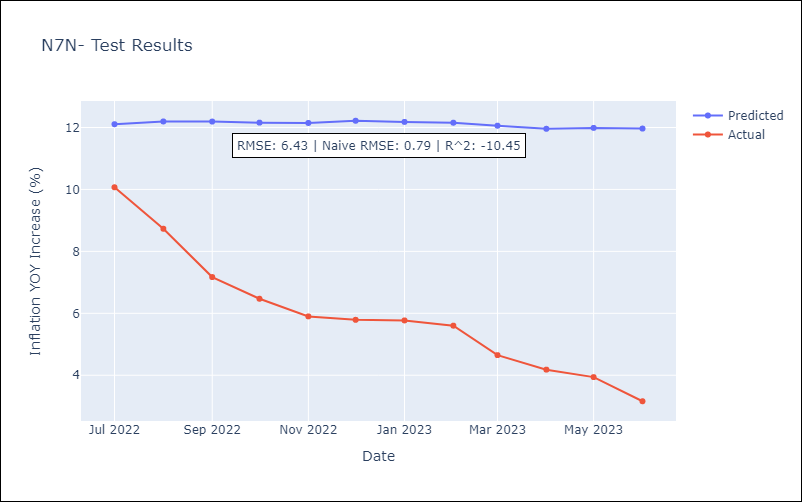 N7N- Test Results
Predicted
Actual
RMSE: 6.43 | Naive RMSE: 0.79 | R^2: -10.45
Inflation YOY Increase (%)
12
10
8
6
4
Jul 2022
Sep 2022
Nov 2022
Jan 2023
Mar 2023
May 2023
Date